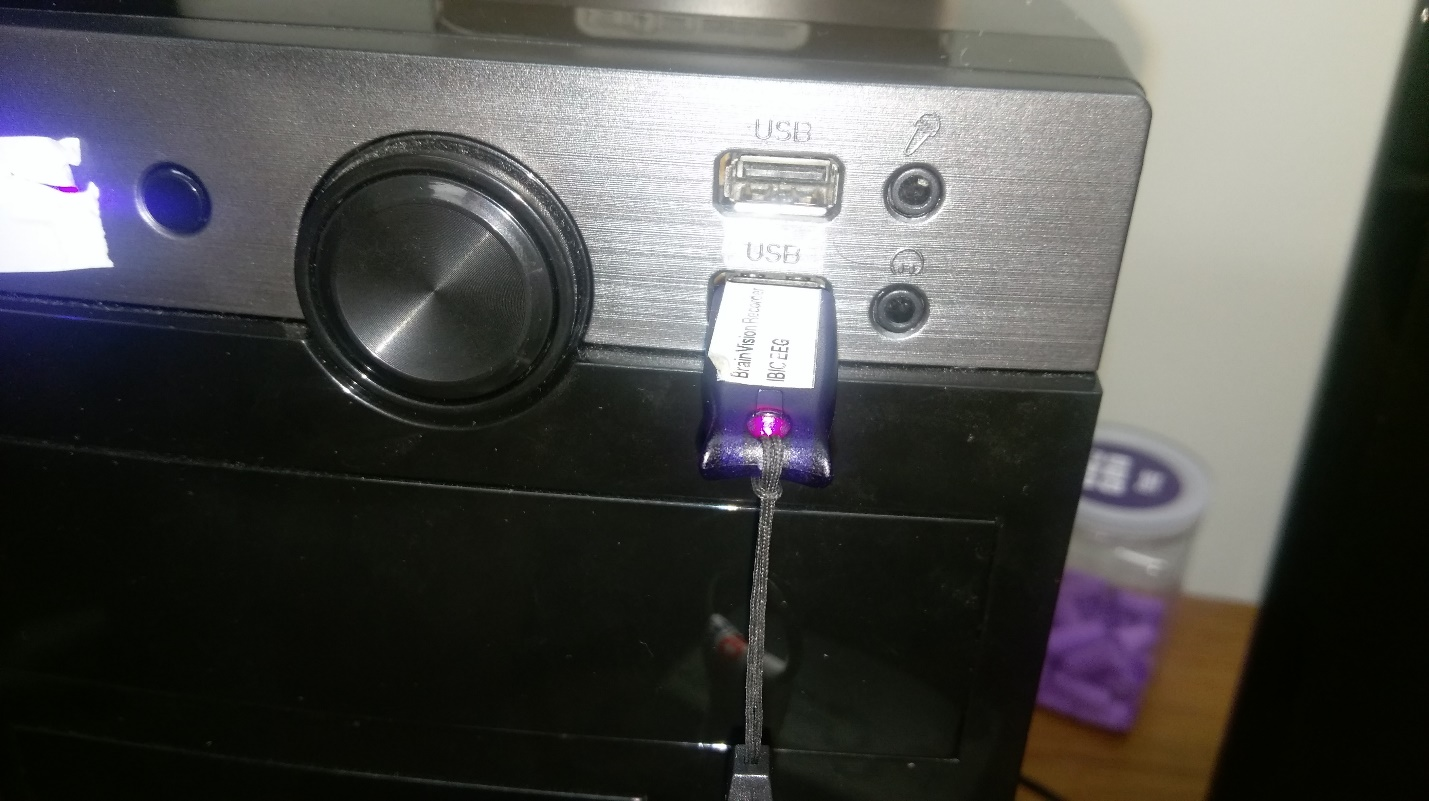 USB
USB
BrainVision Recorder
IBIC EEG